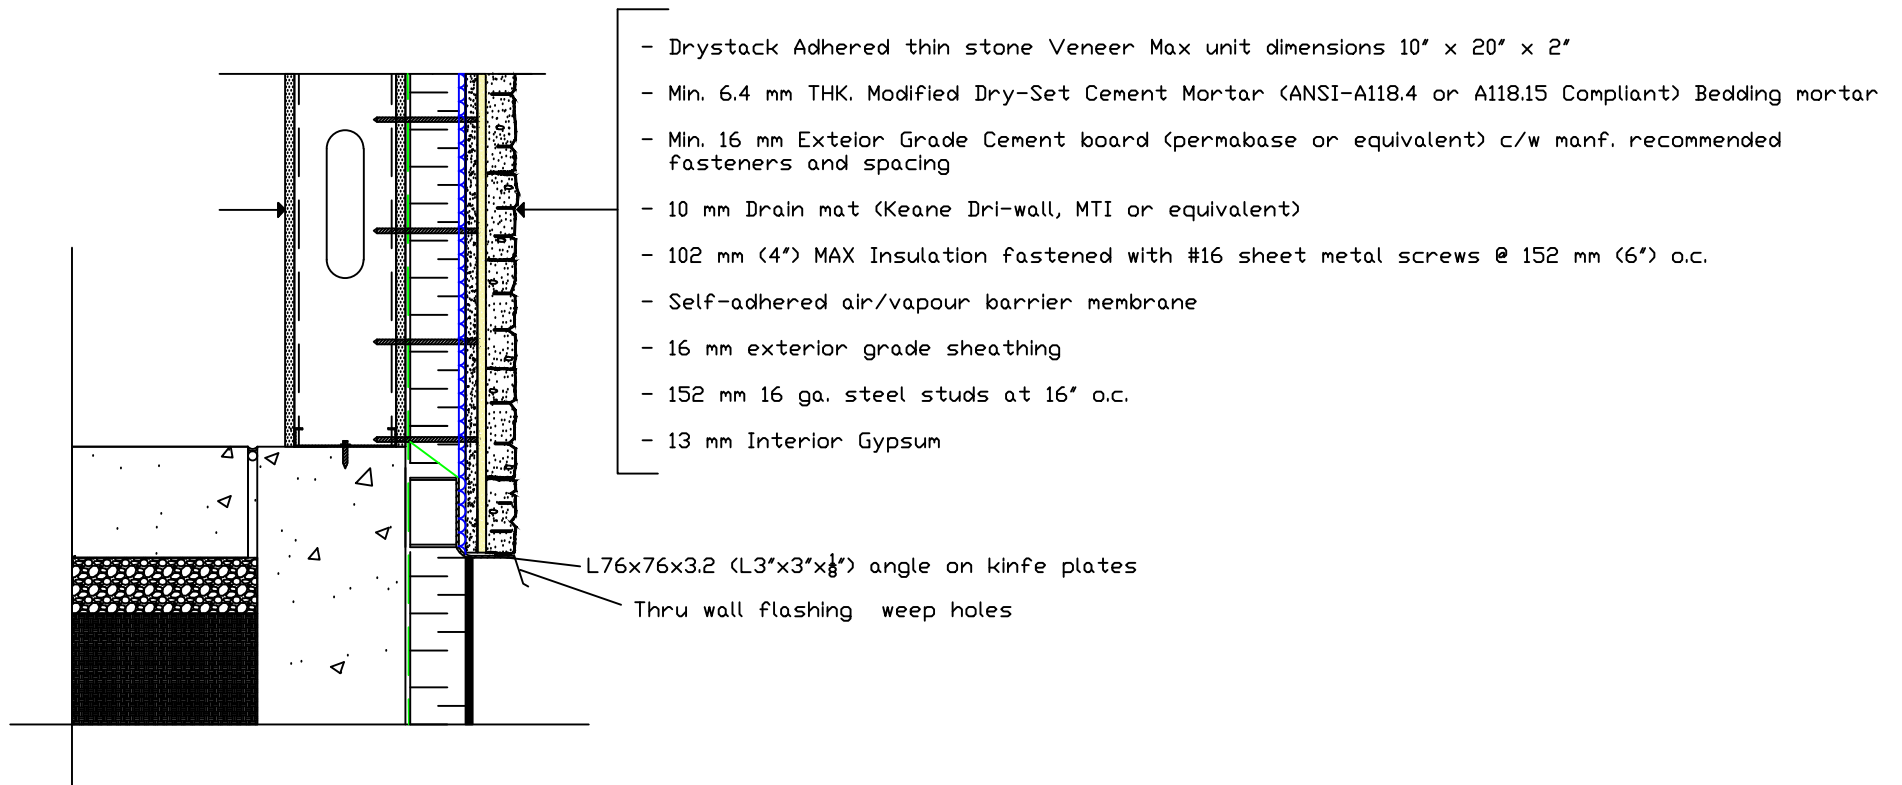 - Drystack Adhered thin stone Veneer Max unit dimensions 10" x 20" x 2"
- Min. 6.4 mm THK. Modified Dry-Set Cement Mortar (ANSI-A118.4 or A118.15 Compliant) Bedding mortar
- Min. 16 mm Exteior Grade Cement board (permabase or equivalent) c/w manf. recommended
fasteners and spacing
- 10 mm Drain mat (Keane Dri-wall, MTI or equivalent)
- 102 mm (4") MAX Insulation fastened with #16 sheet metal screws @ 152 mm (6") o.c.
- Self-adhered air/vapour barrier membrane
- 16 mm exterior grade sheathing
- 152 mm 16 ga. steel studs at 16" o.c.
- 13 mm Interior Gypsum
L76x76x3.2 (L3"x3"x1/8") angle on kinfe plates
Thru wall flashing weep holes